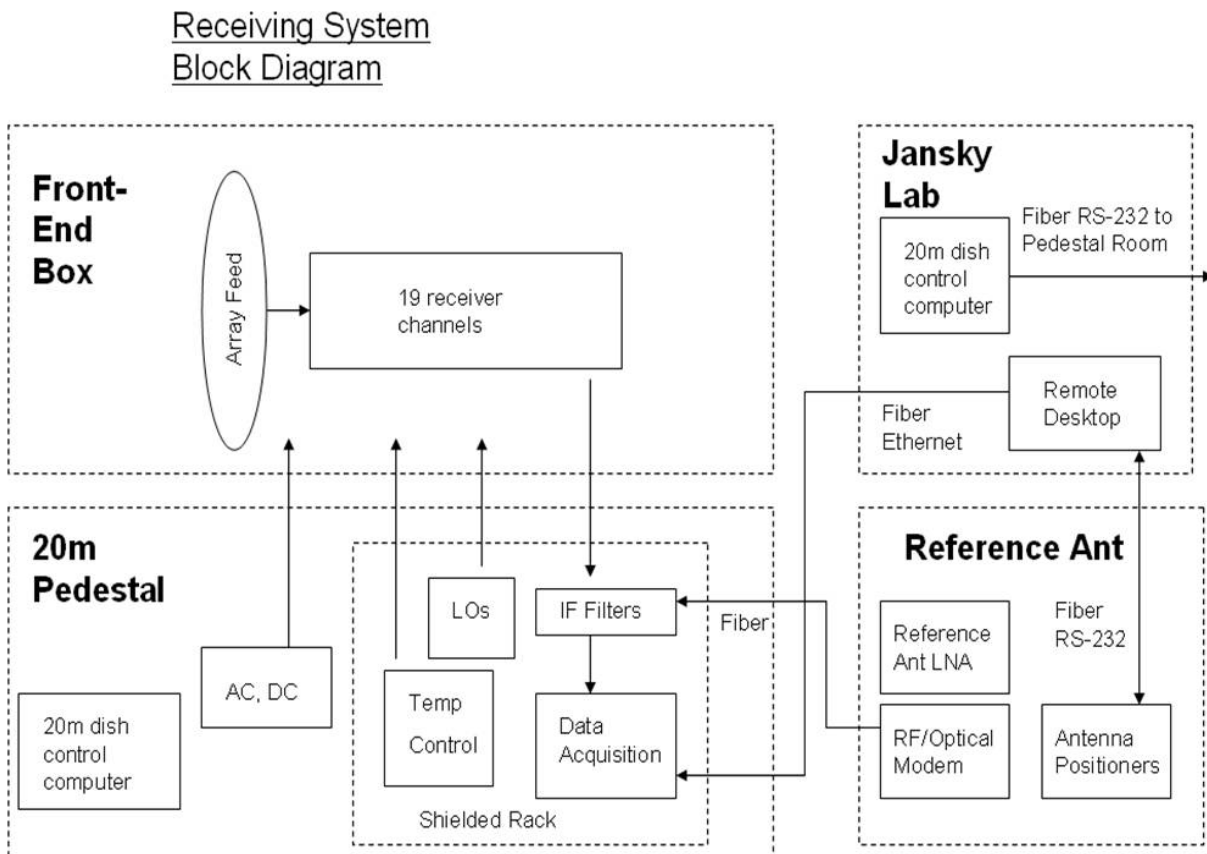 Receiving System
Block Diagram
Front-
End
Box
Array Feed
19 receiver
channels
Jansky
Lab
20m dish
control
computer
Fiber RS-232 to
Pedestal Room
Remote
Desktop
Fiber
Ethernet
20m
Pedestal
20m dish
control
computer
AC, DC
LOs
Temp
Control
IF Filters
Data
Acquisition
Shielded Rack
Fiber
Reference Ant
Reference
Ant LNA
RF/Optical
Modem
Fiber
RS-232
Antenna
Positioners